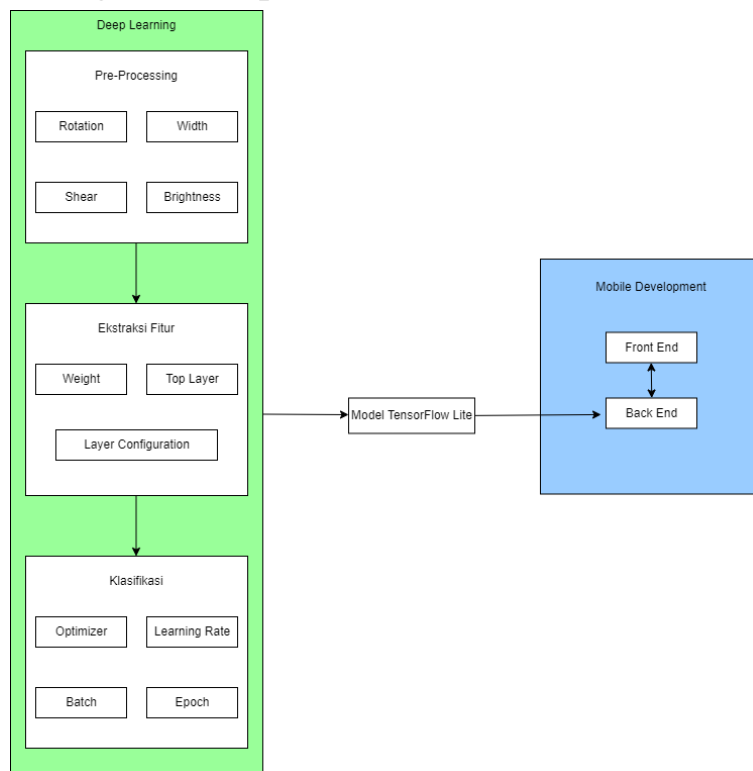 Deep Learning
Pre-Processing
Rotation
Width
Shear
Brightness
Ekstraksi Fitur
Weight
Top Layer
Layer Configuration
Klasifikasi
Optimizer
Learning Rate
Batch
Epoch
Model TensorFlow Lite
Mobile Development
Front End
Back End